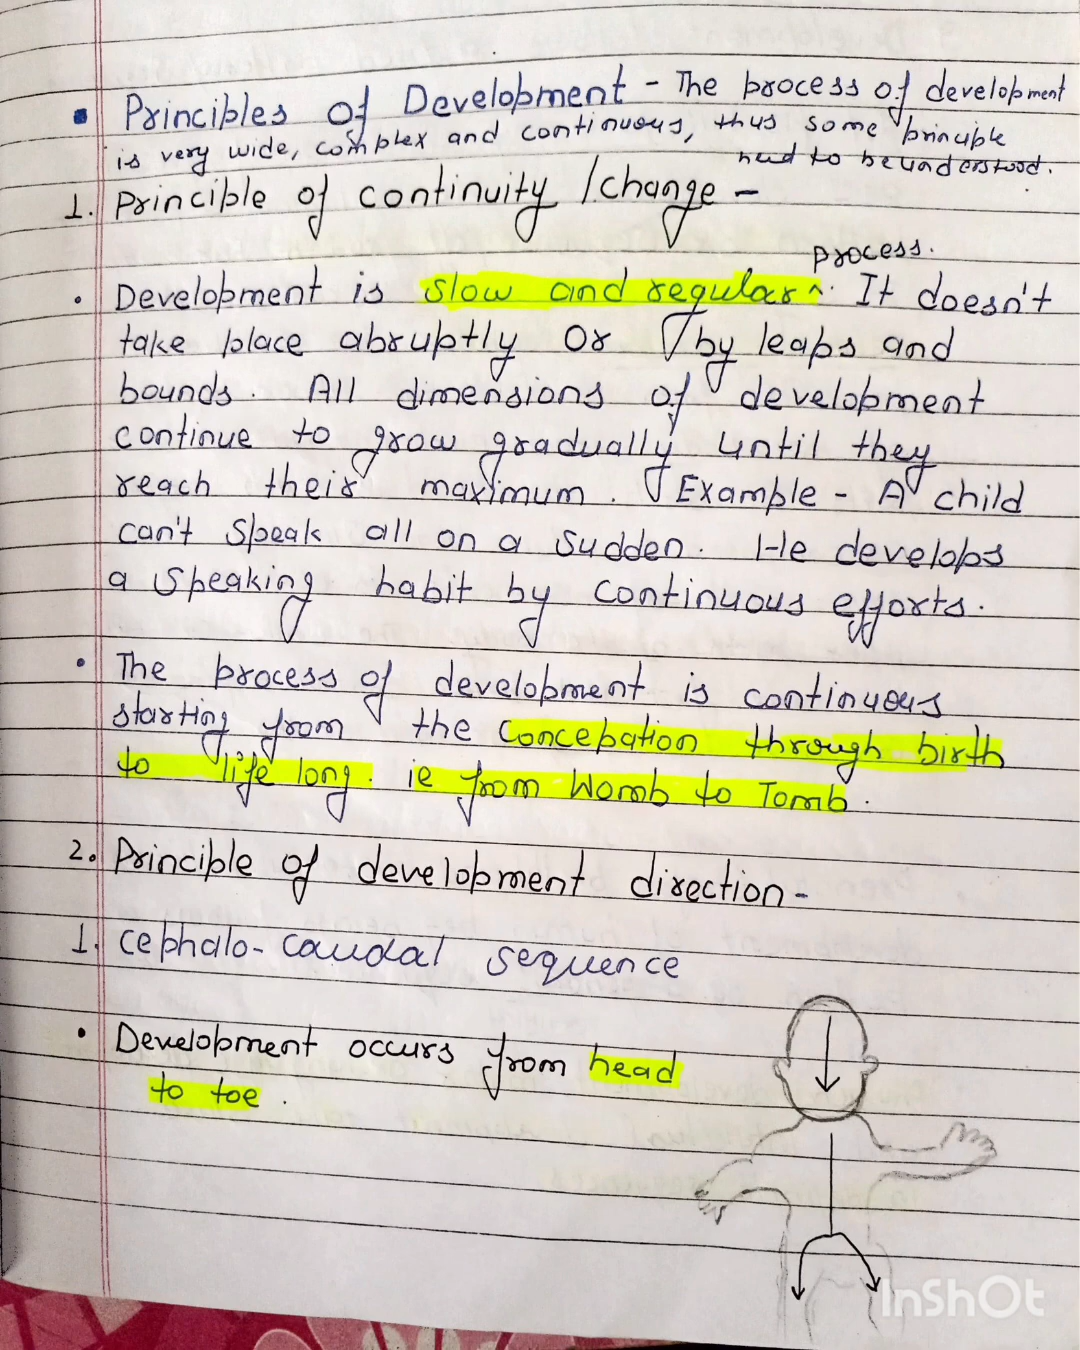 Principles of Development - The process of development
is very wide, complex and continuous, thus some principle
need to be understood.
1. Principle of continuity / change -
process.
• Development is slow and regular ^. It doesn't
take place abruptly or by leaps and
bounds. All dimensions of development
continue to grow gradually until they
reach their maximum. Example - A child
can't speak all on a sudden. He develops
a speaking habit by continuous efforts.
• The process of development is continuous
starting from the concepation through birth
to life long. ie from Womb to Tomb.
2. Principle of development direction -
1. cephalo-caudal sequence
• Development occurs from head
to toe.
InShOt